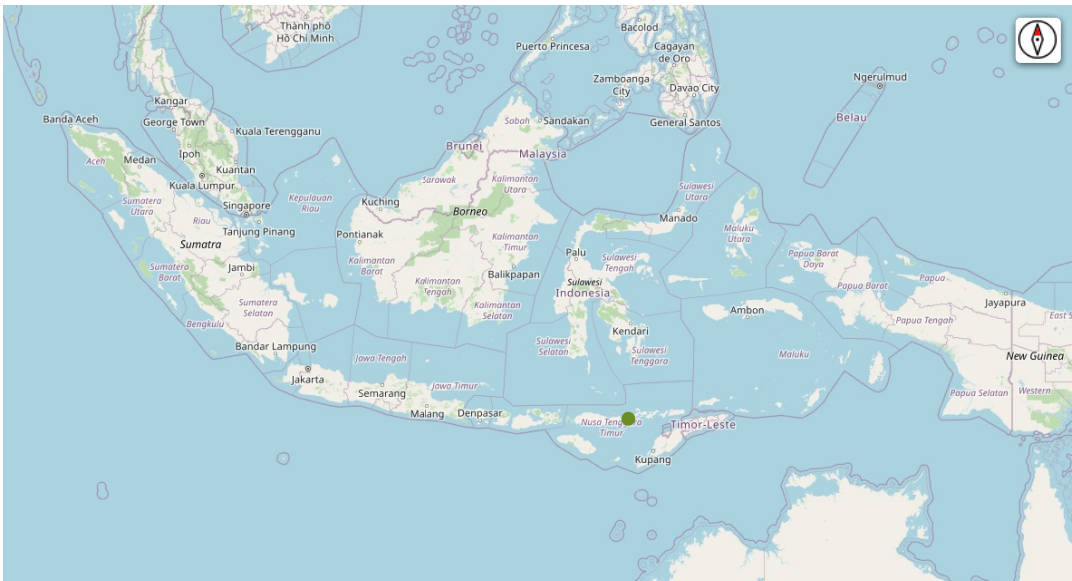 Thành phố
Hồ Chí Minh
Bacolod
Puerto Princesa
Cagayan
de Oro
Zamboanga
City
Davao City
Ngerulmud
Kangar
Banda Aceh
George Town
Kuala Terengganu
General Santos
Belau
Sabah
Sandakan
Brunei
Malaysia
Ipoh
Aceh
Medan
Kuantan
Kuala Lumpur
Sarawak
Kalimantan
Utara
Sulawesi
Utara
Sumatera
Utara
Kepulauan
Riau
Kuching
Singapore
Borneo
Manado
Riau
Tanjung Pinang
Pontianak
Maluku
Utara
Sumatra
Kalimantan
Timur
Palu
Papua Barat
Daya
Sumatera
Barat
Jambi
Kalimantan
Barat
Balikpapan
Sulawesi
Tengah
Papua
Kalimantan
Tengah
Sulawesi
Indonesia
Papua Barat
Jayapura
Sumatera
Selatan
Kalimantan
Selatan
Ambon
Papua Tengah
East S
Bengkulu
Kendari
Bandar Lampung
Sulawesi
Selatan
Sulawesi
Tenggara
Maluku
New Guinea
Jawa Tengah
Jakarta
Jawa Timur
Semarang
Papua Selatan
Western
Malang
Denpasar
Nusa Teng
ra
Timur
Timor-Leste
Kupang